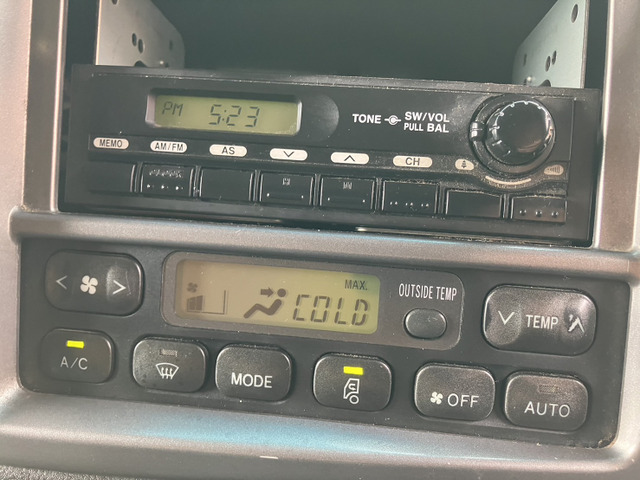 PM 5:23
TONE SW/VOL
PULL BAL
MEMO AM/FM AS CH
MAX.
COLD
OUTSIDE TEMP
TEMP
A/C
MODE
OFF
AUTO